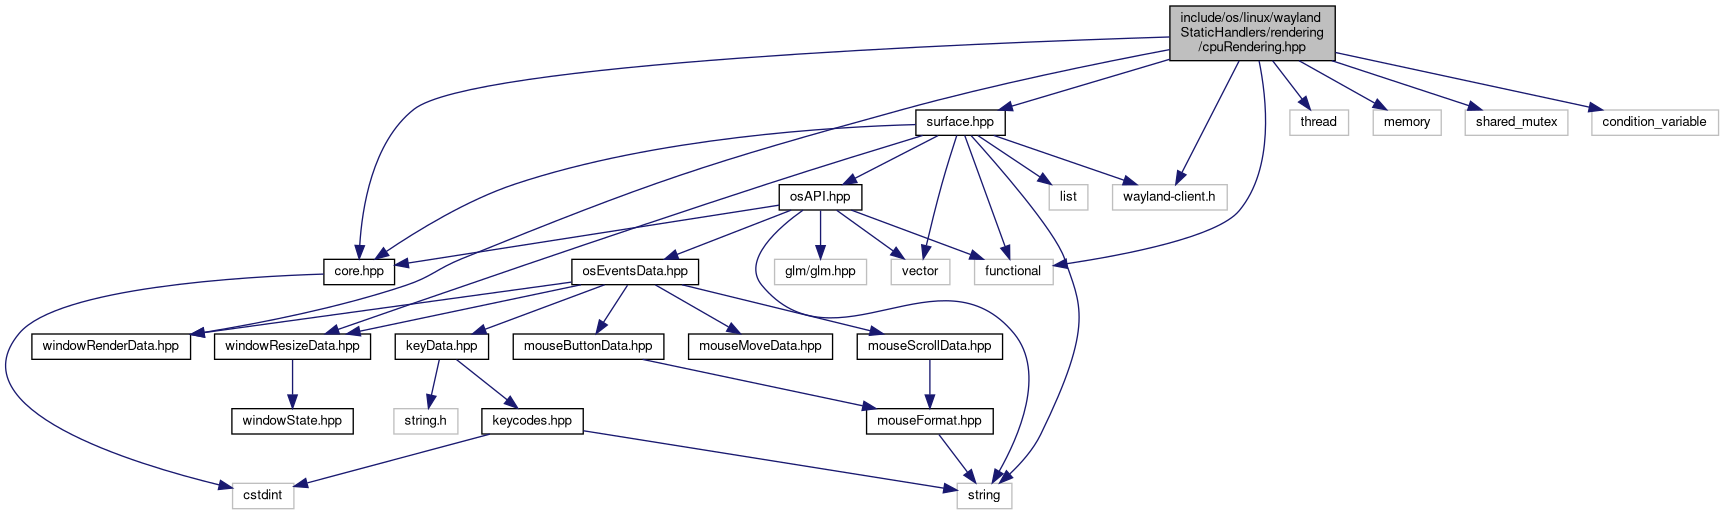 include/os/linux/wayland
StaticHandlers/rendering
/cpuRendering.hpp
surface.hpp
thread
memory
shared_mutex
condition_variable
osAPI.hpp
list
wayland-client.h
core.hpp
osEventsData.hpp
glm/glm.hpp
vector
functional
windowRenderData.hpp
windowResizeData.hpp
keyData.hpp
mouseButtonData.hpp
mouseMoveData.hpp
mouseScrollData.hpp
windowState.hpp
string.h
keycodes.hpp
mouseFormat.hpp
cstdint
string